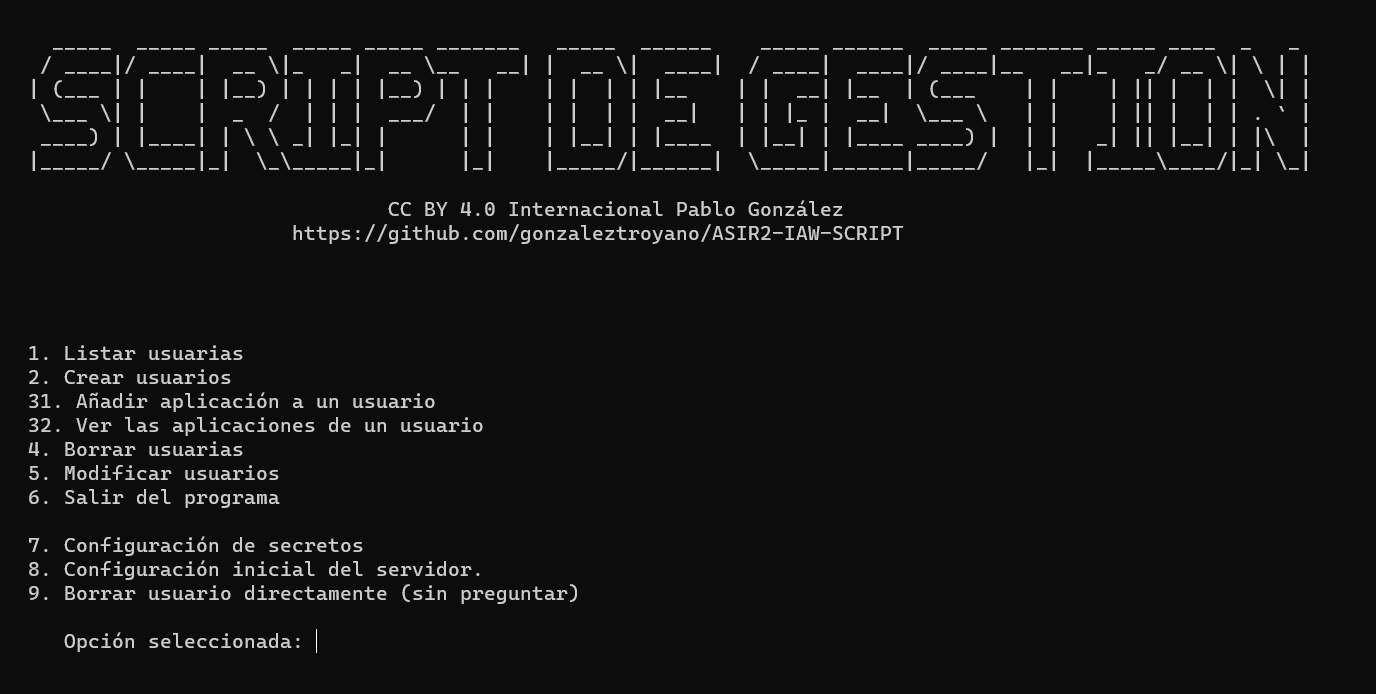 SCRIPT DE GESTION
CC BY 4.0 Internacional Pablo González
https://github.com/gonzaleztroyano/ASIR2-IAW-SCRIPT
1. Listar usuarias
2. Crear usuarios
31. Añadir aplicación a un usuario
32. Ver las aplicaciones de un usuario
4. Borrar usuarias
5. Modificar usuarios
6. Salir del programa
7. Configuración de secretos
8. Configuración inicial del servidor.
9. Borrar usuario directamente (sin preguntar)
Opción seleccionada: